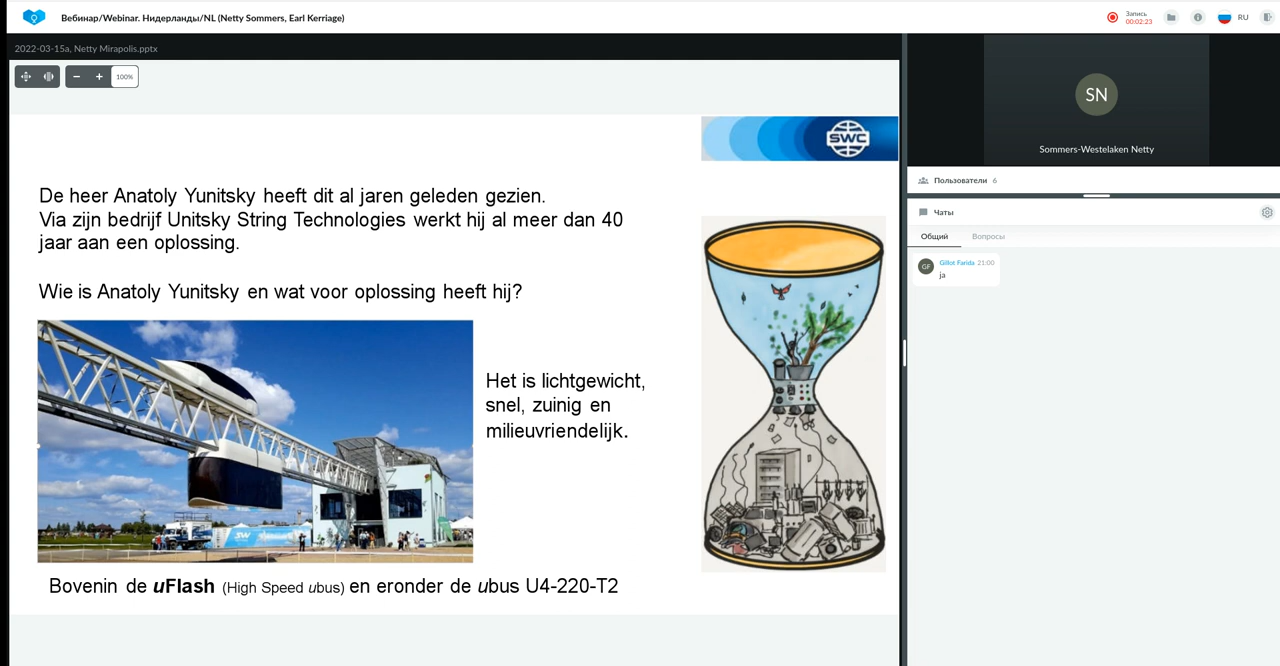 Вебинар/Webinar. Нидерланды/NL (Netty Sommers, Earl Kerriage)
Запись
00:02:23
RU
2022-03-15a, Netty Mirapolis.pptx
100%
SWC
De heer Anatoly Yunitsky heeft dit al jaren geleden gezien.
Via zijn bedrijf Unitsky String Technologies werkt hij al meer dan 40
jaar aan een oplossing.
Wie is Anatoly Yunitsky en wat voor oplossing heeft hij?
Het is lichtgewicht,
snel, zuinig en
milieuvriendelijk.
Bovenin de uFlash (High Speed ubus) en eronder de ubus U4-220-T2
SN
Sommers-Westelaken Netty
Пользователи 6
Чаты
Общий
Вопросы
GF
Gillot Farida 21:00
ja